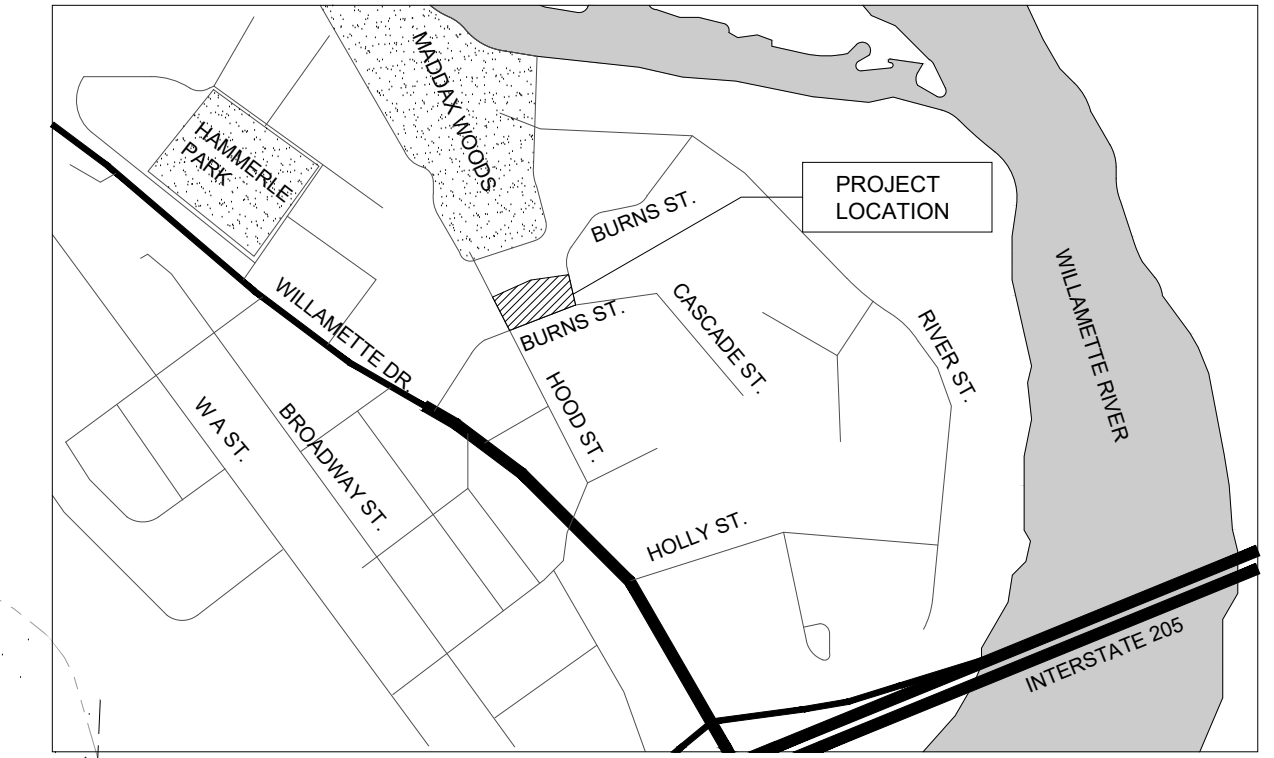 MADDAX WOODS
HAMMERLE
PARK
PROJECT
LOCATION
BURNS ST.
WILLAMETTE DR.
BURNS ST.
CASCADE ST.
RIVER ST.
WILLAMETTE RIVER
HOOD ST.
W A ST.
BROADWAY ST.
HOLLY ST.
INTERSTATE 205